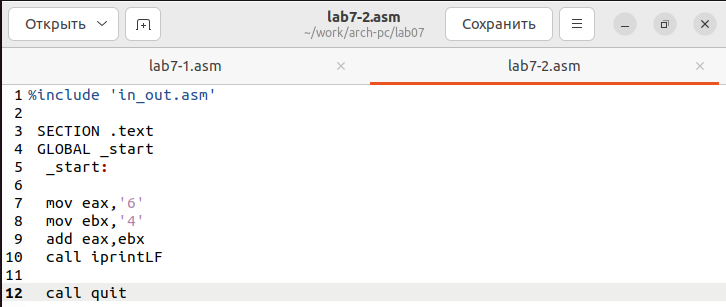 Открыть
lab7-2.asm
~/work/arch-pc/lab07
Сохранить
lab7-1.asm
lab7-2.asm
1 %include 'in_out.asm'
2
3 SECTION .text
4 GLOBAL _start
5 _start:
6
7 mov eax,'6'
8 mov ebx,'4'
9 add eax,ebx
10 call iprintLF
11
12 call quit